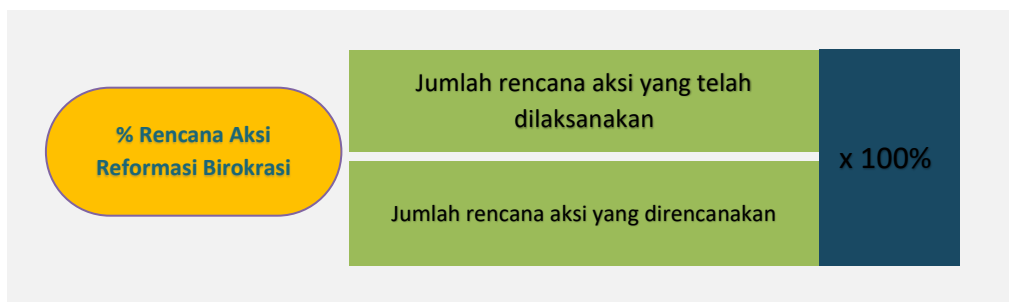 % Rencana Aksi
Reformasi Birokrasi
Jumlah rencana aksi yang telah
dilaksanakan
Jumlah rencana aksi yang direncanakan
x 100%